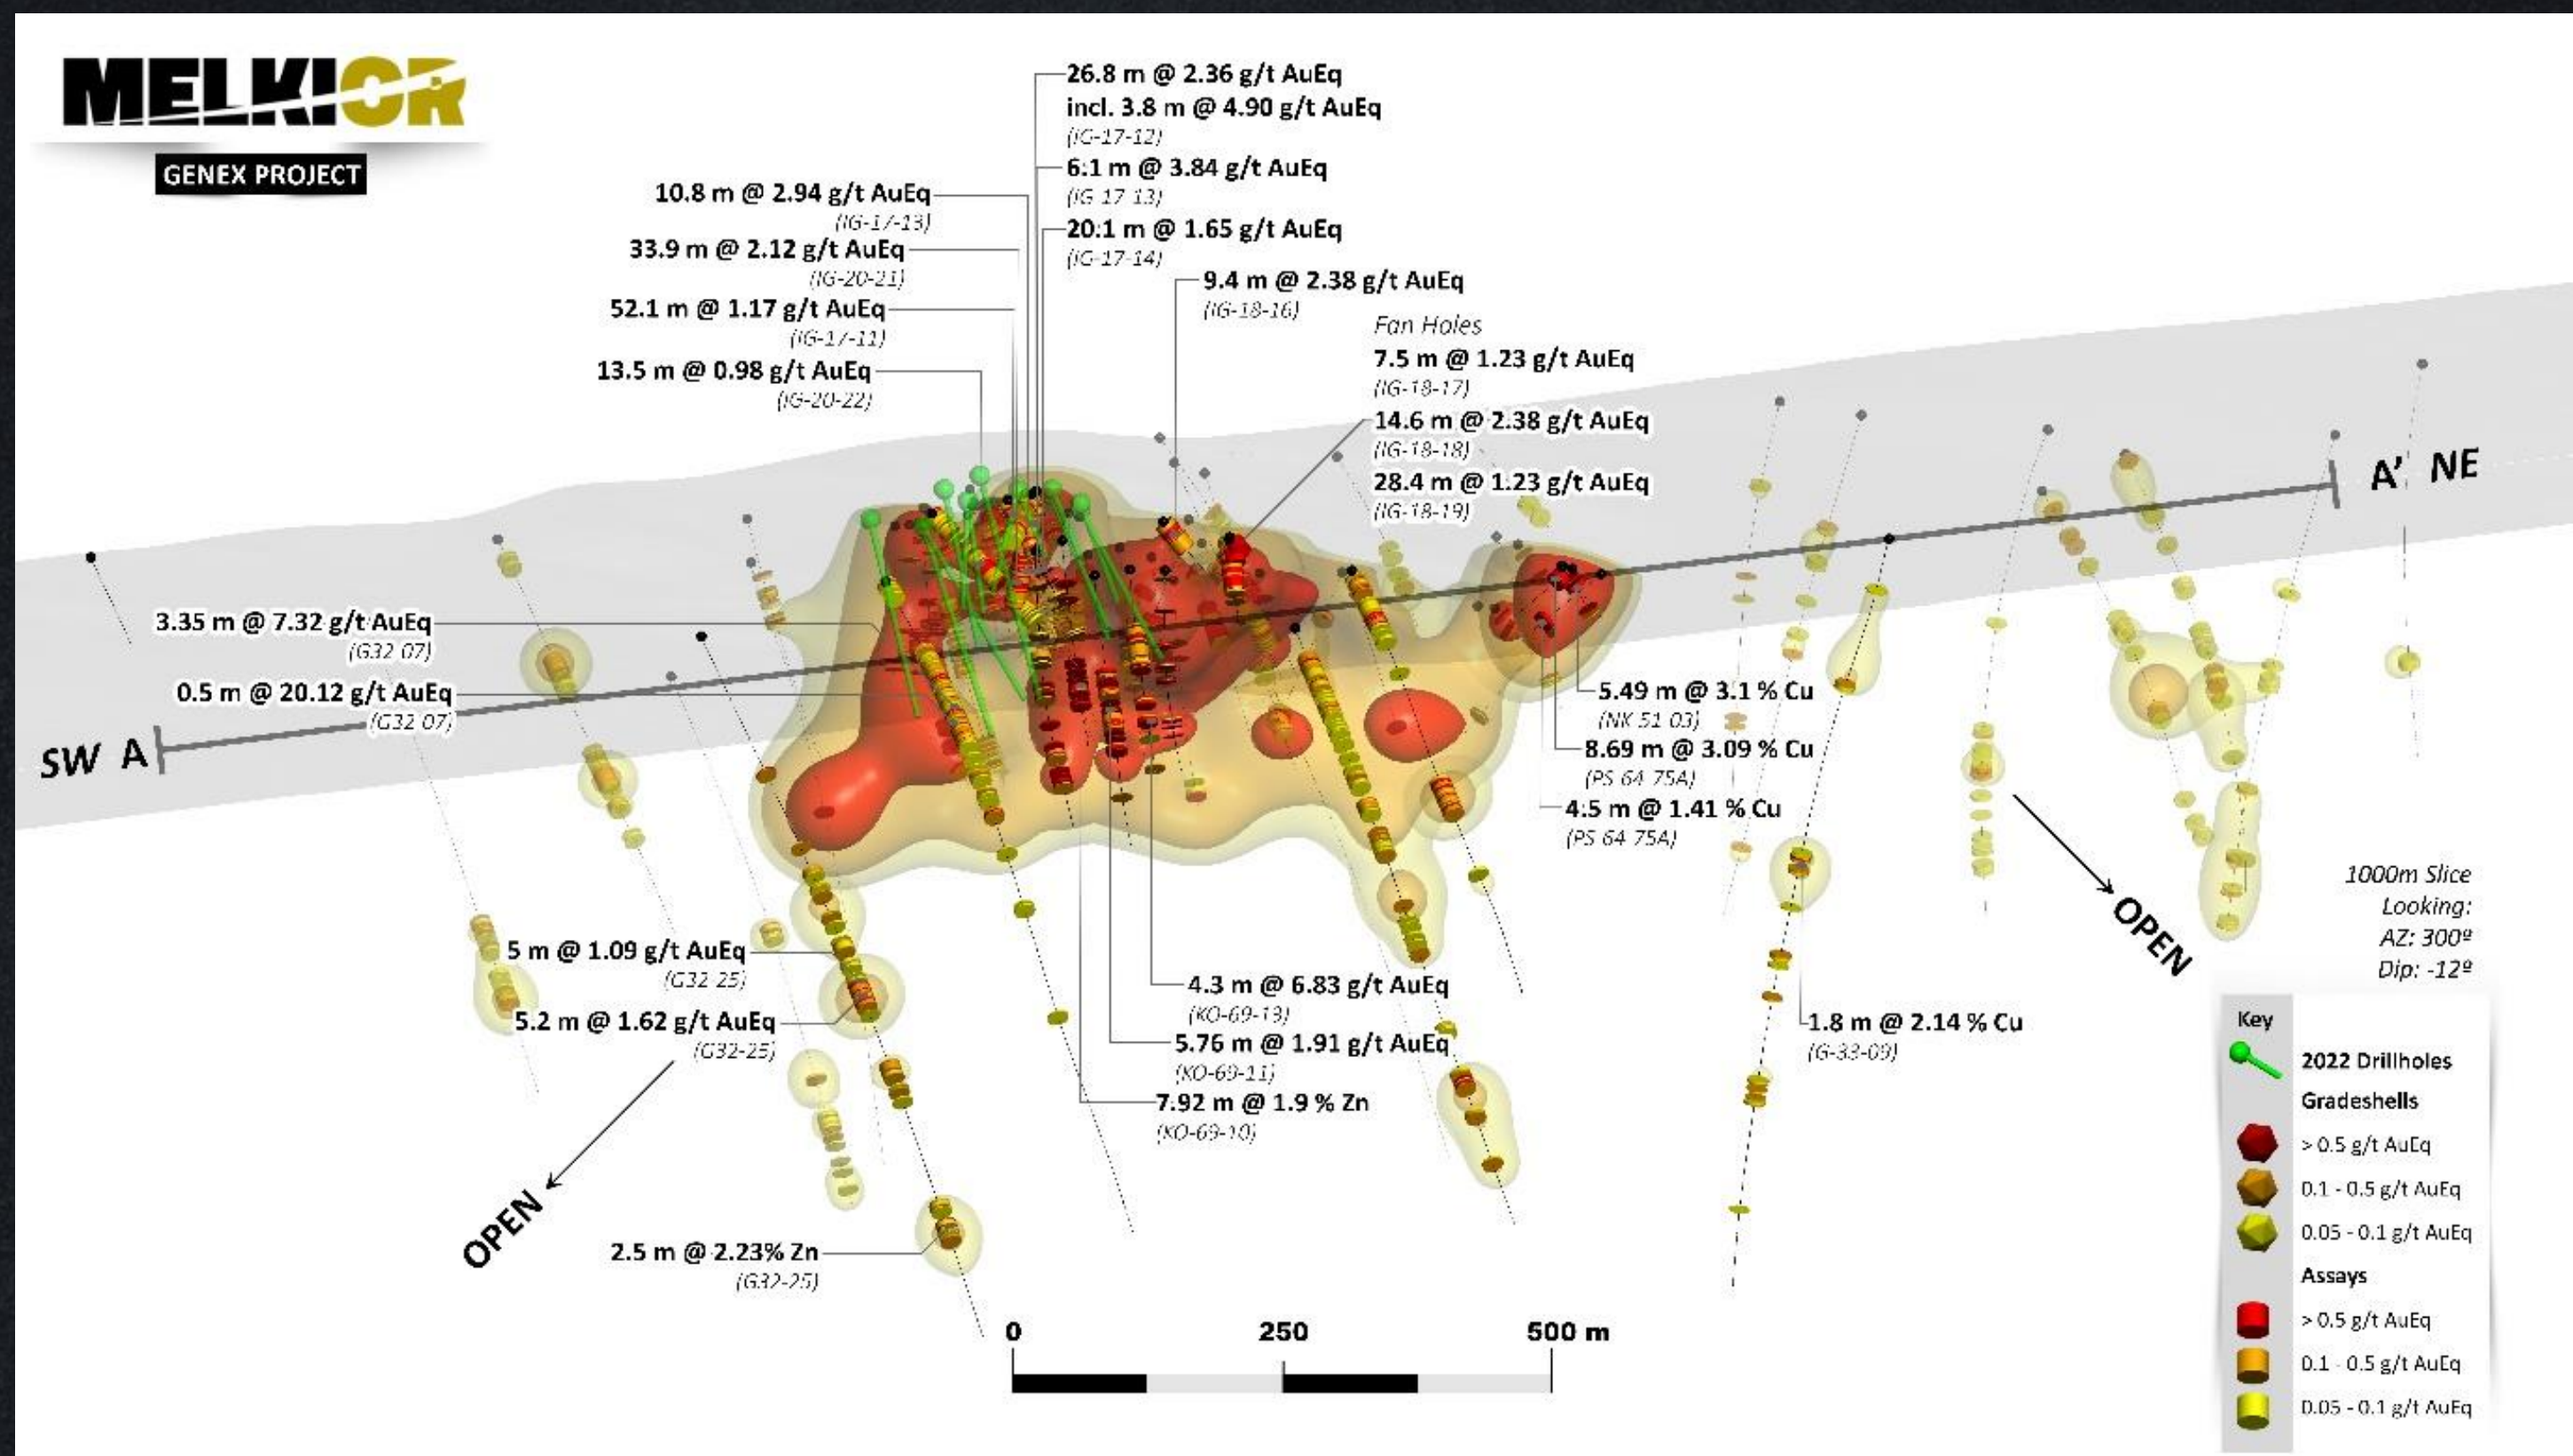 MELKIOR
GENEX PROJECT
26.8 m @ 2.36 g/t AuEq
incl. 3.8 m @ 4.90 g/t AuEq
(IG-17-12)
6.1 m @ 3.84 g/t AuEq
(IG-17-13)
20.1 m @ 1.65 g/t AuEq
(IG-17-14)
10.8 m @ 2.94 g/t AuEq
(IG-17-13)
33.9 m @ 2.12 g/t AuEq
(IG-20-21)
52.1 m @ 1.17 g/t AuEq
(IG-17-11)
13.5 m @ 0.98 g/t AuEq
(IG-20-22)
9.4 m @ 2.38 g/t AuEq
(IG-18-16)
Fan Holes
7.5 m @ 1.23 g/t AuEq
(IG-18-17)
14.6 m @ 2.38 g/t AuEq
(IG-18-18)
28.4 m @ 1.23 g/t AuEq
(IG-18-19)
A' NE
3.35 m @ 7.32 g/t AuEq
(G32 07)
0.5 m @ 20.12 g/t AuEq
(G32 07)
SW A
5.49 m @ 3.1 % Cu
(NK 51 03)
8.69 m @ 3.09 % Cu
(PS 64 75A)
4.5 m @ 1.41 % Cu
(PS 64 75A)
5 m @ 1.09 g/t AuEq
(G32 25)
5.2 m @ 1.62 g/t AuEq
(G32-25)
OPEN
2.5 m @ 2.23% Zn
(G32-25)
4.3 m @ 6.83 g/t AuEq
(KO-69-13)
5.76 m @ 1.91 g/t AuEq
(KO-69-11)
7.92 m @ 1.9 % Zn
(KO-69-10)
1.8 m @ 2.14 % Cu
(G-33-09)
OPEN
1000m Slice
Looking:
AZ: 300º
Dip: -12º
Key
2022 Drillholes
Gradeshells
> 0.5 g/t AuEq
0.1 - 0.5 g/t AuEq
0.05 - 0.1 g/t AuEq
Assays
> 0.5 g/t AuEq
0.1 - 0.5 g/t AuEq
0.05 - 0.1 g/t AuEq
0 250 500 m